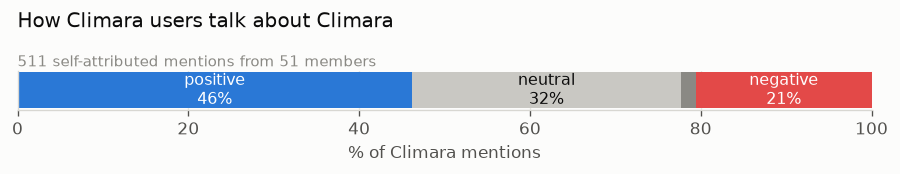 How Climara users talk about Climara
511 self-attributed mentions from 51 members
positive
46%
neutral
32%
negative
21%
0 20 40 60 80 100
% of Climara mentions